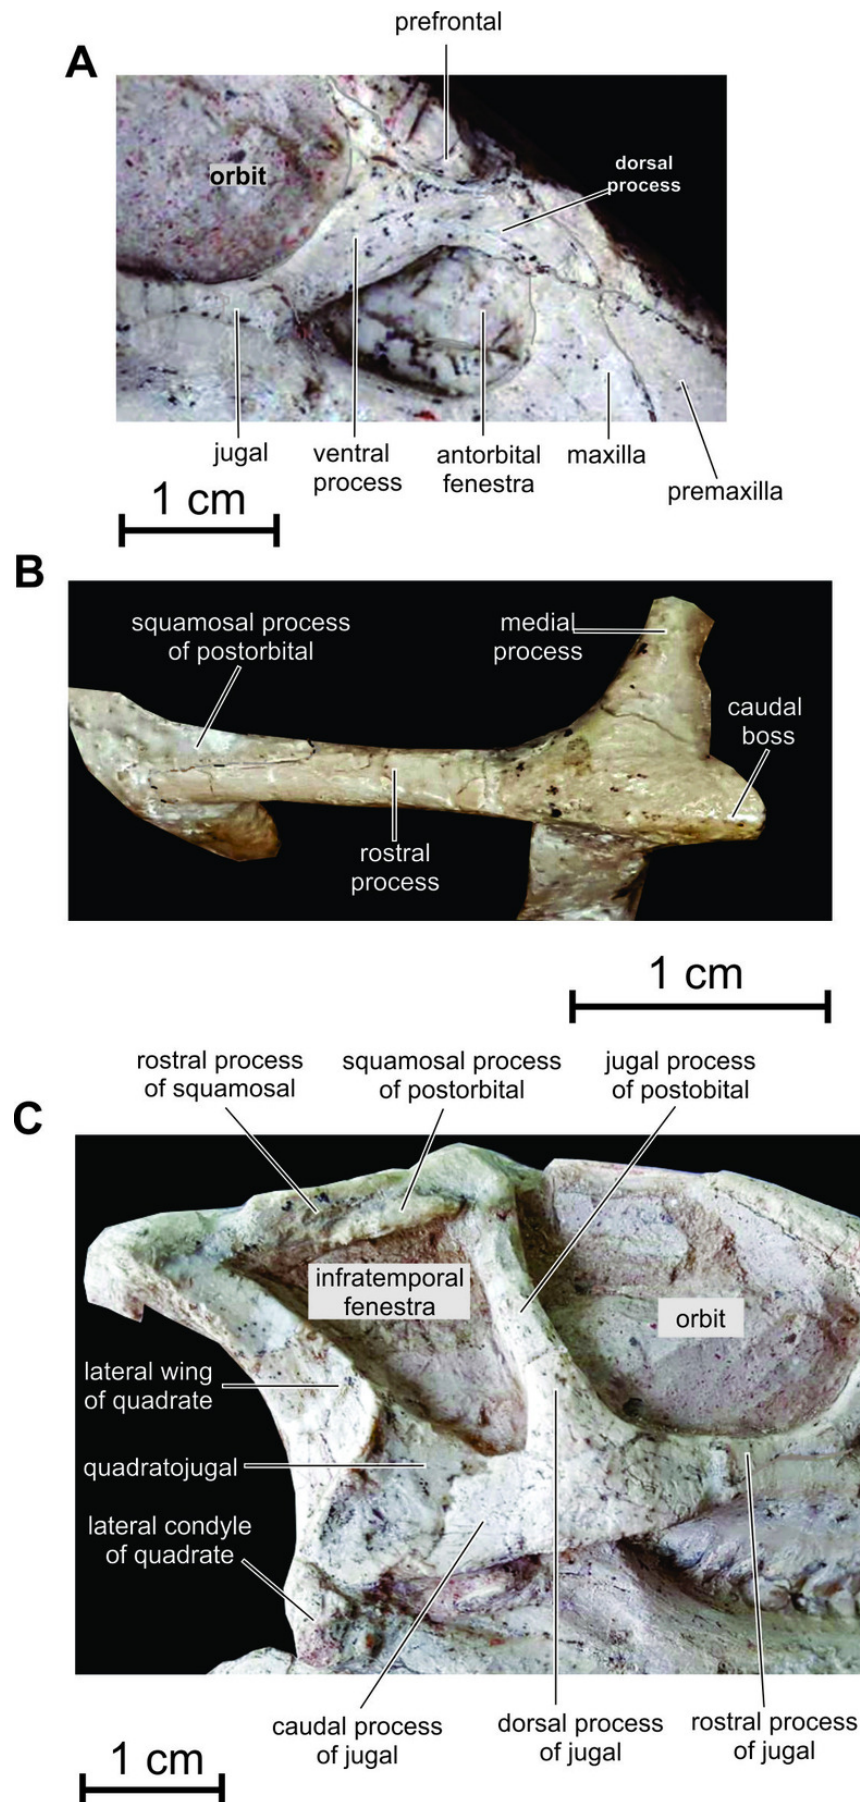 prefrontal
A
orbit
dorsal
process
jugal
ventral
process
antorbital
fenestra
maxilla
premaxilla
1 cm
B
squamosal process
of postorbital
medial
process
caudal
boss
rostral
process
1 cm
rostral process
of squamosal
squamosal process
of postorbital
jugal process
of postobital
C
infratemporal
fenestra
orbit
lateral wing
of quadrate
quadratojugal
lateral condyle
of quadrate
caudal process
of jugal
dorsal process
of jugal
rostral process
of jugal
1 cm